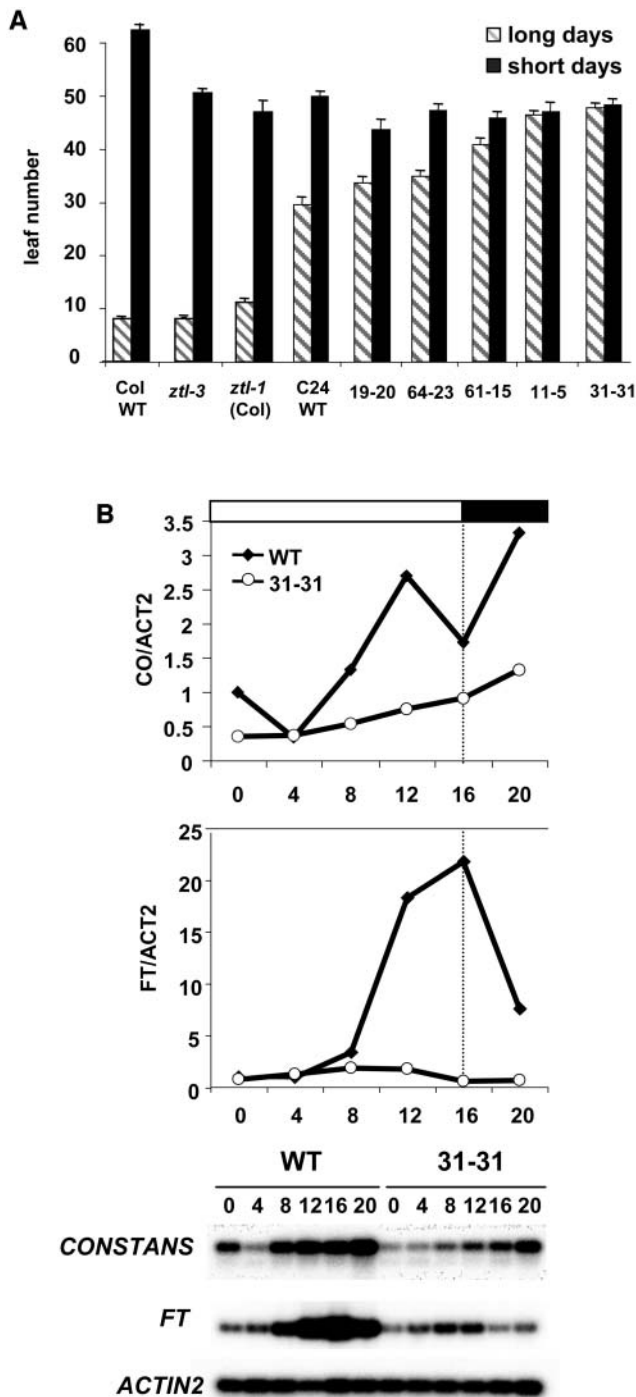 A
long days
short days
60
50
40
30
20
10
0
leaf number
Col WT
ztl-3
ztl-1 (Col)
C24 WT
19-20
64-23
61-15
11-5
31-31
B
3.5
3
2.5
2
1.5
1
0.5
0
CO/ACT2
WT
31-31
0 4 8 12 16 20
25
20
15
10
5
0
FT/ACT2
0 4 8 12 16 20
WT 31-31
0 4 8 12 16 20 0 4 8 12 16 20
CONSTANS
FT
ACTIN2